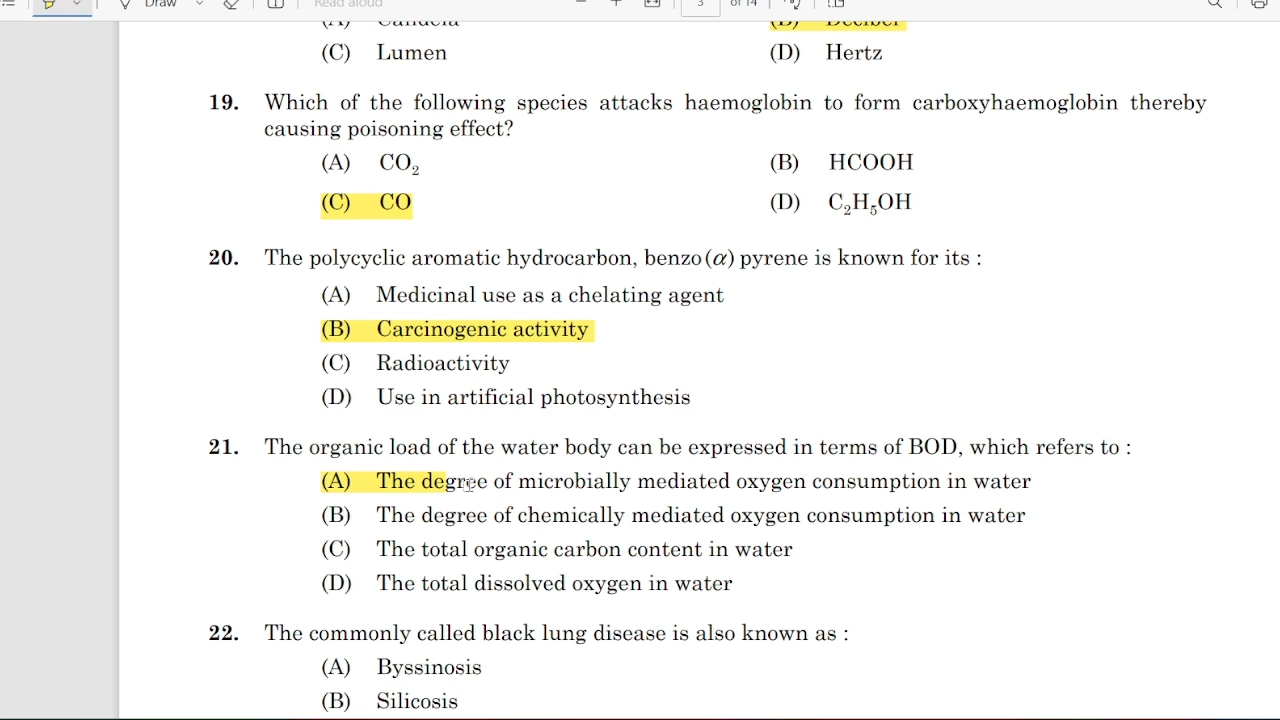 Draw
Read aloud
3 of 14
(A) Candela
(B) Decibel
(C) Lumen
(D) Hertz
19. Which of the following species attacks haemoglobin to form carboxyhaemoglobin thereby
causing poisoning effect?
(A) CO₂
(B) HCOOH
(C) CO
(D) C₂H₅OH
20. The polycyclic aromatic hydrocarbon, benzo(α) pyrene is known for its :
(A) Medicinal use as a chelating agent
(B) Carcinogenic activity
(C) Radioactivity
(D) Use in artificial photosynthesis
21. The organic load of the water body can be expressed in terms of BOD, which refers to :
(A) The degree of microbially mediated oxygen consumption in water
(B) The degree of chemically mediated oxygen consumption in water
(C) The total organic carbon content in water
(D) The total dissolved oxygen in water
22. The commonly called black lung disease is also known as :
(A) Byssinosis
(B) Silicosis